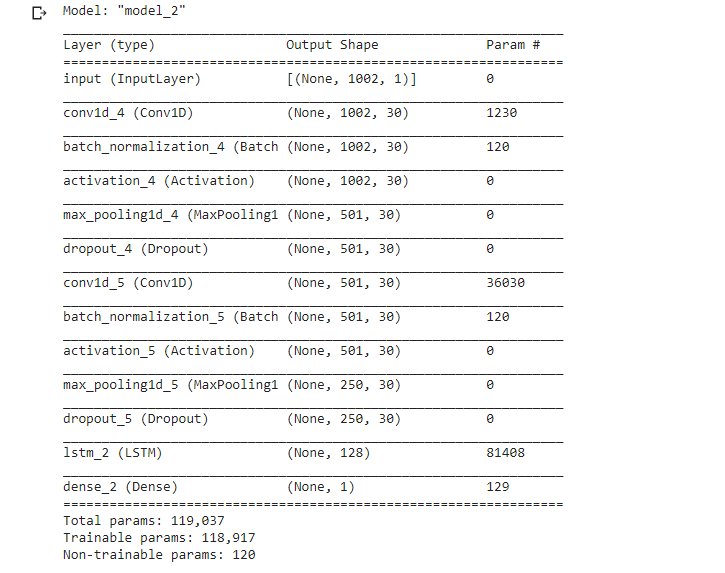 Model: "model_2"
Layer (type) Output Shape Param #
input (InputLayer) [(None, 1002, 1)] 0
conv1d_4 (Conv1D) (None, 1002, 30) 1230
batch_normalization_4 (Batch (None, 1002, 30) 120
activation_4 (Activation) (None, 1002, 30) 0
max_pooling1d_4 (MaxPooling1 (None, 501, 30) 0
dropout_4 (Dropout) (None, 501, 30) 0
conv1d_5 (Conv1D) (None, 501, 30) 36030
batch_normalization_5 (Batch (None, 501, 30) 120
activation_5 (Activation) (None, 501, 30) 0
max_pooling1d_5 (MaxPooling1 (None, 250, 30) 0
dropout_5 (Dropout) (None, 250, 30) 0
lstm_2 (LSTM) (None, 128) 81408
dense_2 (Dense) (None, 1) 129
Total params: 119,037
Trainable params: 118,917
Non-trainable params: 120